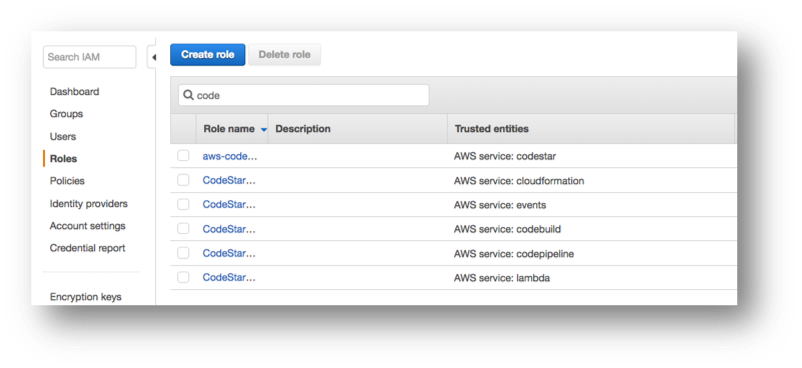 Search IAM
Create role
Delete role
Dashboard
Groups
Users
Roles
Policies
Identity providers
Account settings
Credential report
Encryption keys
code
Role name Description Trusted entities
aws-code... AWS service: codestar
CodeStar... AWS service: cloudformation
CodeStar... AWS service: events
CodeStar... AWS service: codebuild
CodeStar... AWS service: codepipeline
CodeStar... AWS service: lambda